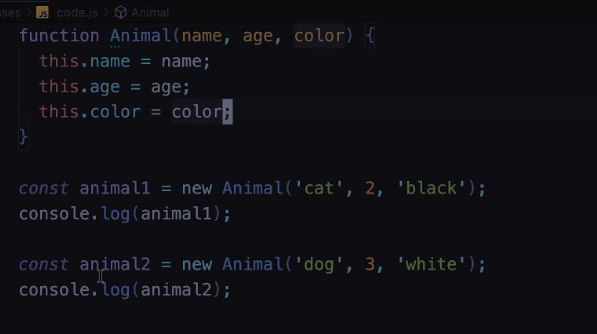 sses > JS code.js > Animal
function Animal(name, age, color) {
this.name = name;
this.age = age;
this.color = color;
}
const animal1 = new Animal('cat', 2, 'black');
console.log(animal1);
const animal2 = new Animal('dog', 3, 'white');
console.log(animal2);